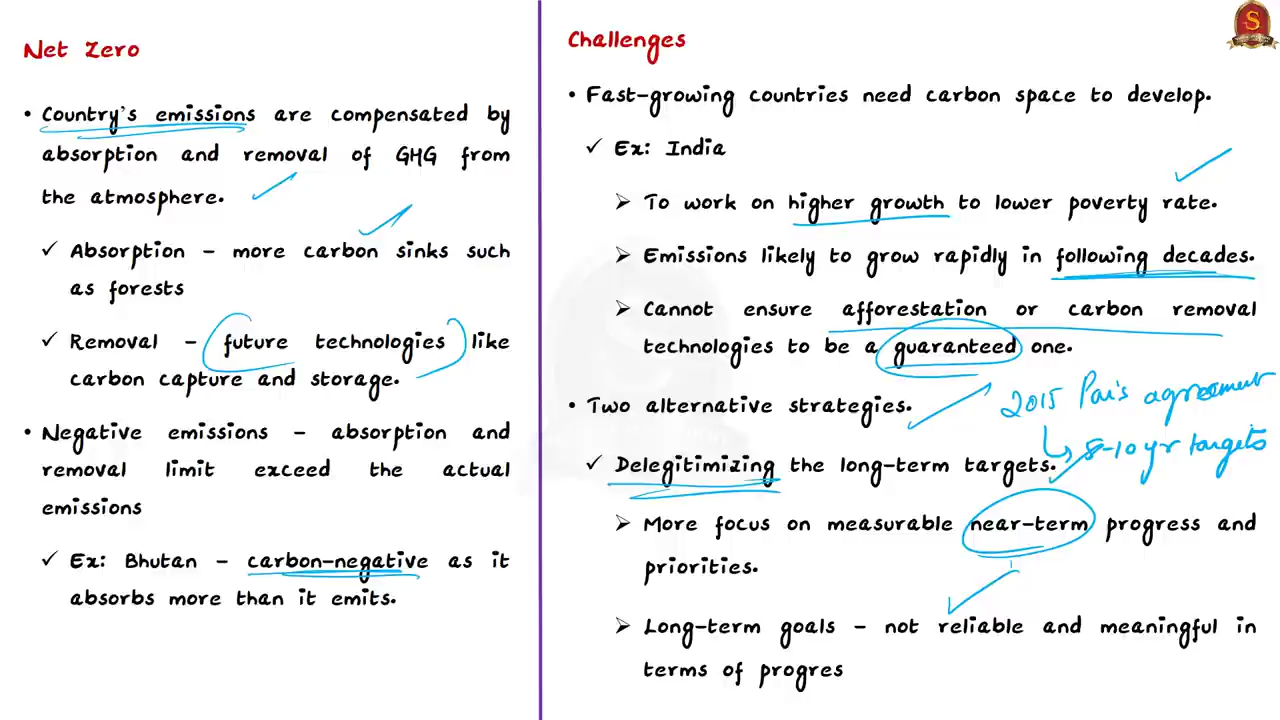 Net Zero
• Country's emissions are compensated by
absorption and removal of GHG from
the atmosphere.
✓ Absorption – more carbon sinks such
as forests
✓ Removal – future technologies like
carbon capture and storage.
• Negative emissions – absorption and
removal limit exceed the actual
emissions
✓ Ex: Bhutan – carbon-negative as it
absorbs more than it emits.
Challenges
• Fast-growing countries need carbon space to develop.
✓ Ex: India
➢ To work on higher growth to lower poverty rate.
➢ Emissions likely to grow rapidly in following decades.
➢ Cannot ensure afforestation or carbon removal
technologies to be a guaranteed one.
• Two alternative strategies.
2015 Paris agreement
8-10 yr targets
✓ Delegitimizing the long-term targets.
➢ More focus on measurable near-term progress and
priorities.
➢ Long-term goals – not reliable and meaningful in
terms of progres
S